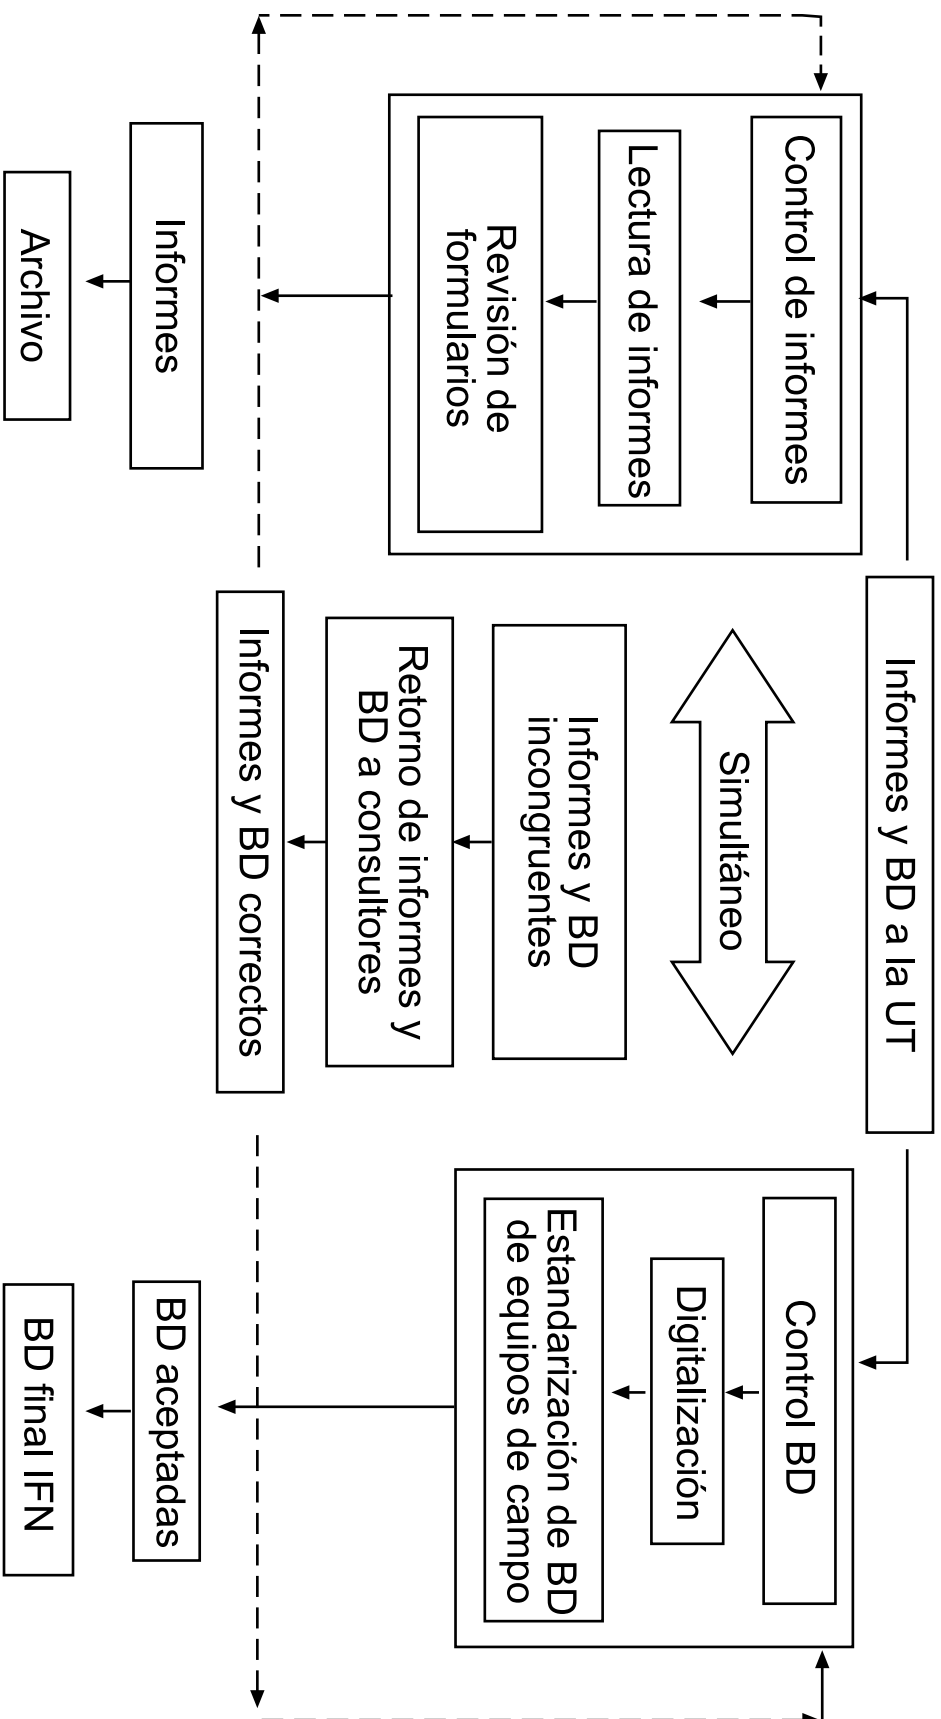 Informes y BD a la UT
Control de informes
Lectura de informes
Revisión de
formularios
Informes
Archivo
Simultáneo
Informes y BD
incongruentes
Retorno de informes y
BD a consultores
Informes y BD correctos
Control BD
Digitalización
Estandarización de BD
de equipos de campo
BD aceptadas
BD final IFN